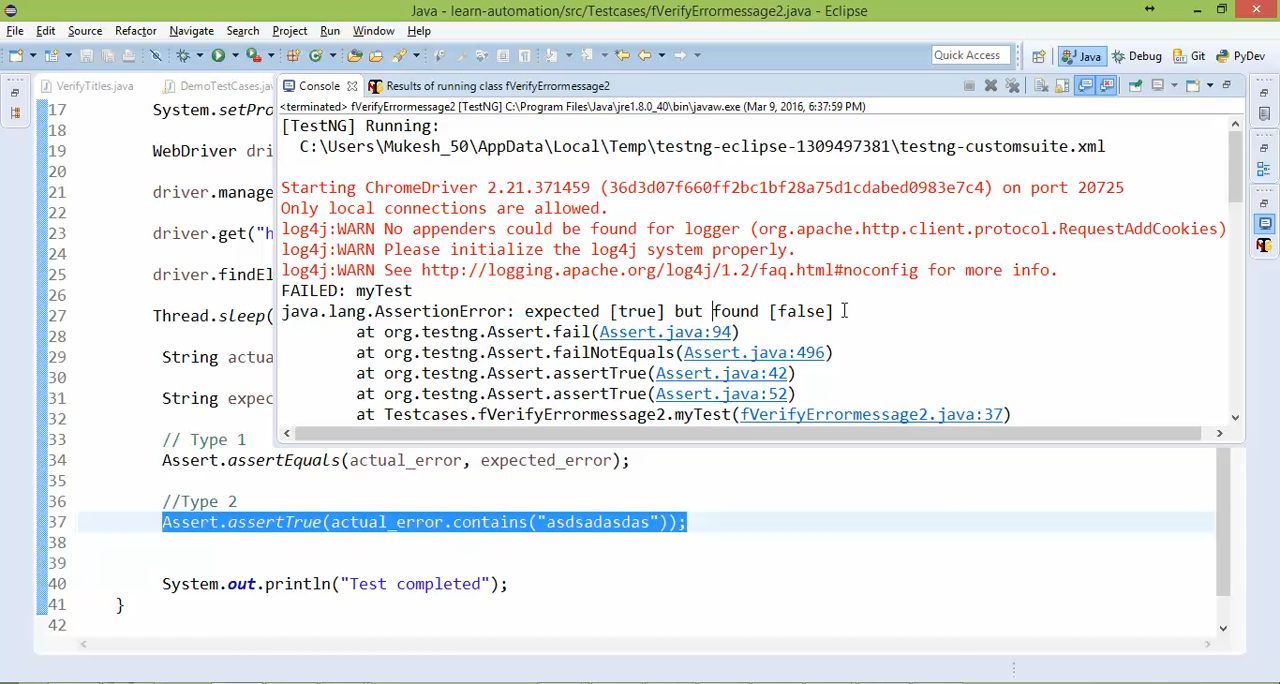 Java - learn-automation/src/Testcases/fVerifyErrormessage2.java - Eclipse
File Edit Source Refactor Navigate Search Project Run Window Help
Quick Access Java Debug Git PyDev
VerifyTitles.java DemoTestCases.java Console Results of running class fVerifyErrormessage2
<terminated> fVerifyErrormessage2 [TestNG] C:\Program Files\Java\jre1.8.0_40\bin\javaw.exe (Mar 9, 2016, 6:37:59 PM)
[TestNG] Running:
C:\Users\Mukesh_50\AppData\Local\Temp\testng-eclipse-1309497381\testng-customsuite.xml
Starting ChromeDriver 2.21.371459 (36d3d07f660ff2bc1bf28a75d1cdabed0983e7c4) on port 20725
Only local connections are allowed.
log4j:WARN No appenders could be found for logger (org.apache.http.client.protocol.RequestAddCookies)
log4j:WARN Please initialize the log4j system properly.
log4j:WARN See http://logging.apache.org/log4j/1.2/faq.html#noconfig for more info.
FAILED: myTest
java.lang.AssertionError: expected [true] but found [false]
at org.testng.Assert.fail(Assert.java:94)
at org.testng.Assert.failNotEquals(Assert.java:496)
at org.testng.Assert.assertTrue(Assert.java:42)
at org.testng.Assert.assertTrue(Assert.java:52)
at Testcases.fVerifyErrormessage2.myTest(fVerifyErrormessage2.java:37)
17 System.setPro
18
19 WebDriver dri
20
21 driver.manage
22
23 driver.get("h
24
25 driver.findEl
26
27 Thread.sleep(
28
29 String actua
30
31 String expec
32
33 // Type 1
34 Assert.assertEquals(actual_error, expected_error);
35
36 //Type 2
37 Assert.assertTrue(actual_error.contains("asdsadasdas"));
38
39
40 System.out.println("Test completed");
41 }
42